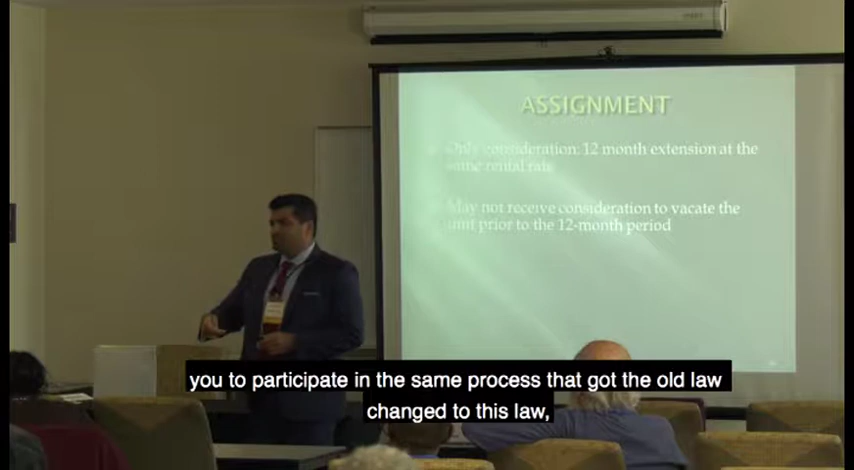 ASSIGNMENT
Only consideration: 12 month extension at the
same rental rate
May not receive consideration to vacate the
unit prior to the 12-month period
you to participate in the same process that got the old law
changed to this law,